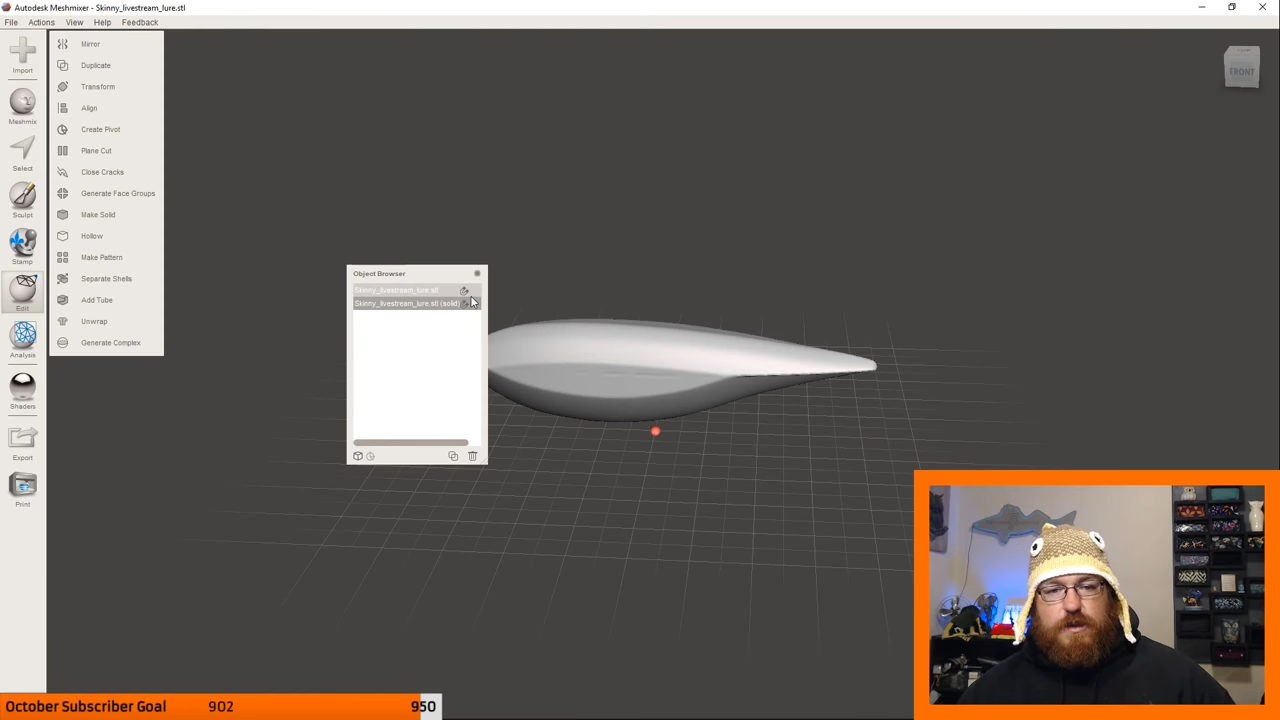 Autodesk Meshmixer - Skinny_livestream_lure.stl
File Actions View Help Feedback
Import
Meshmix
Select
Sculpt
Stamp
Edit
Analysis
Shaders
Export
Print
Mirror
Duplicate
Transform
Align
Create Pivot
Plane Cut
Close Cracks
Generate Face Groups
Make Solid
Hollow
Make Pattern
Separate Shells
Add Tube
Unwrap
Generate Complex
Object Browser
Skinny_livestream_lure.stl
Skinny_livestream_lure.stl (solid)
FRONT
October Subscriber Goal 902 950